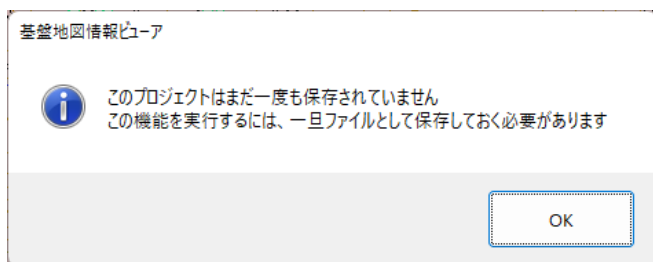 基盤地図情報ビューア
このプロジェクトはまだ一度も保存されていません
この機能を実行するには、一旦ファイルとして保存しておく必要があります
OK